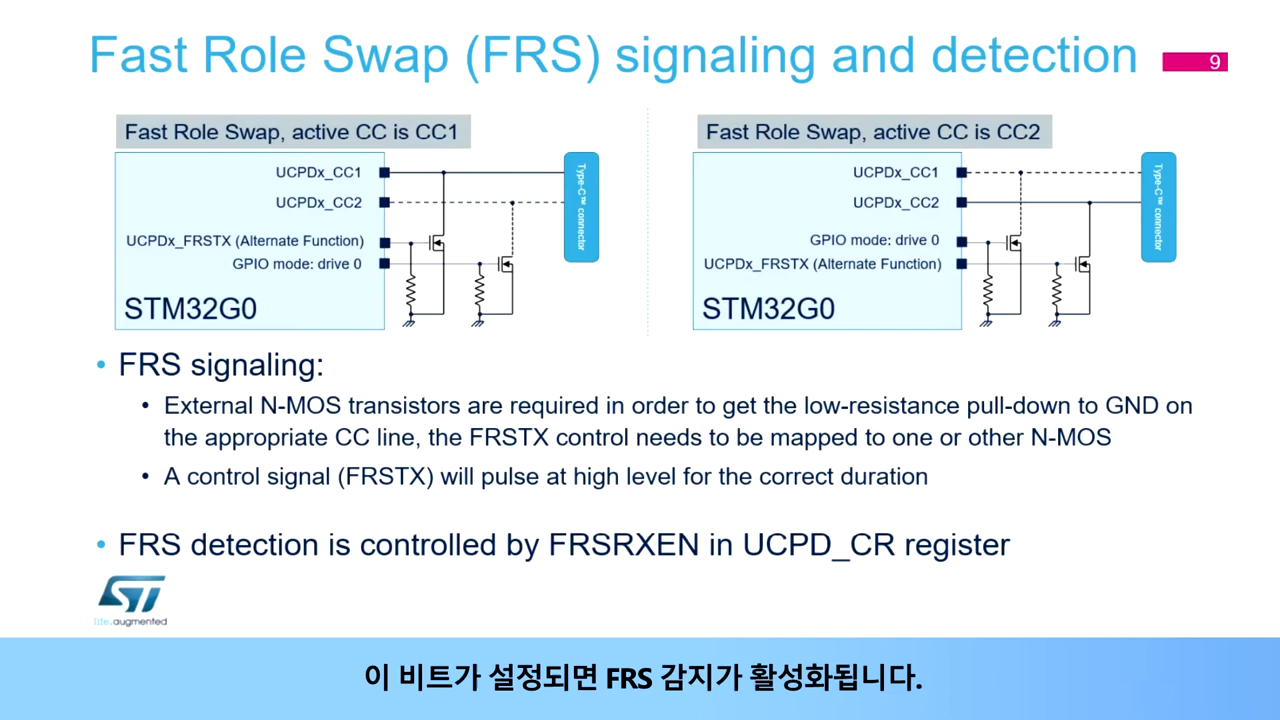 Fast Role Swap (FRS) signaling and detection
9
Fast Role Swap, active CC is CC1
UCPDx_CC1
UCPDx_CC2
UCPDx_FRSTX (Alternate Function)
GPIO mode: drive 0
STM32G0
Type-C™ connector
Fast Role Swap, active CC is CC2
UCPDx_CC1
UCPDx_CC2
GPIO mode: drive 0
UCPDx_FRSTX (Alternate Function)
STM32G0
Type-C™ connector
• FRS signaling:
• External N-MOS transistors are required in order to get the low-resistance pull-down to GND on
the appropriate CC line, the FRSTX control needs to be mapped to one or other N-MOS
• A control signal (FRSTX) will pulse at high level for the correct duration
• FRS detection is controlled by FRSRXEN in UCPD_CR register
ST
life.augmented
이 비트가 설정되면 FRS 감지가 활성화됩니다.